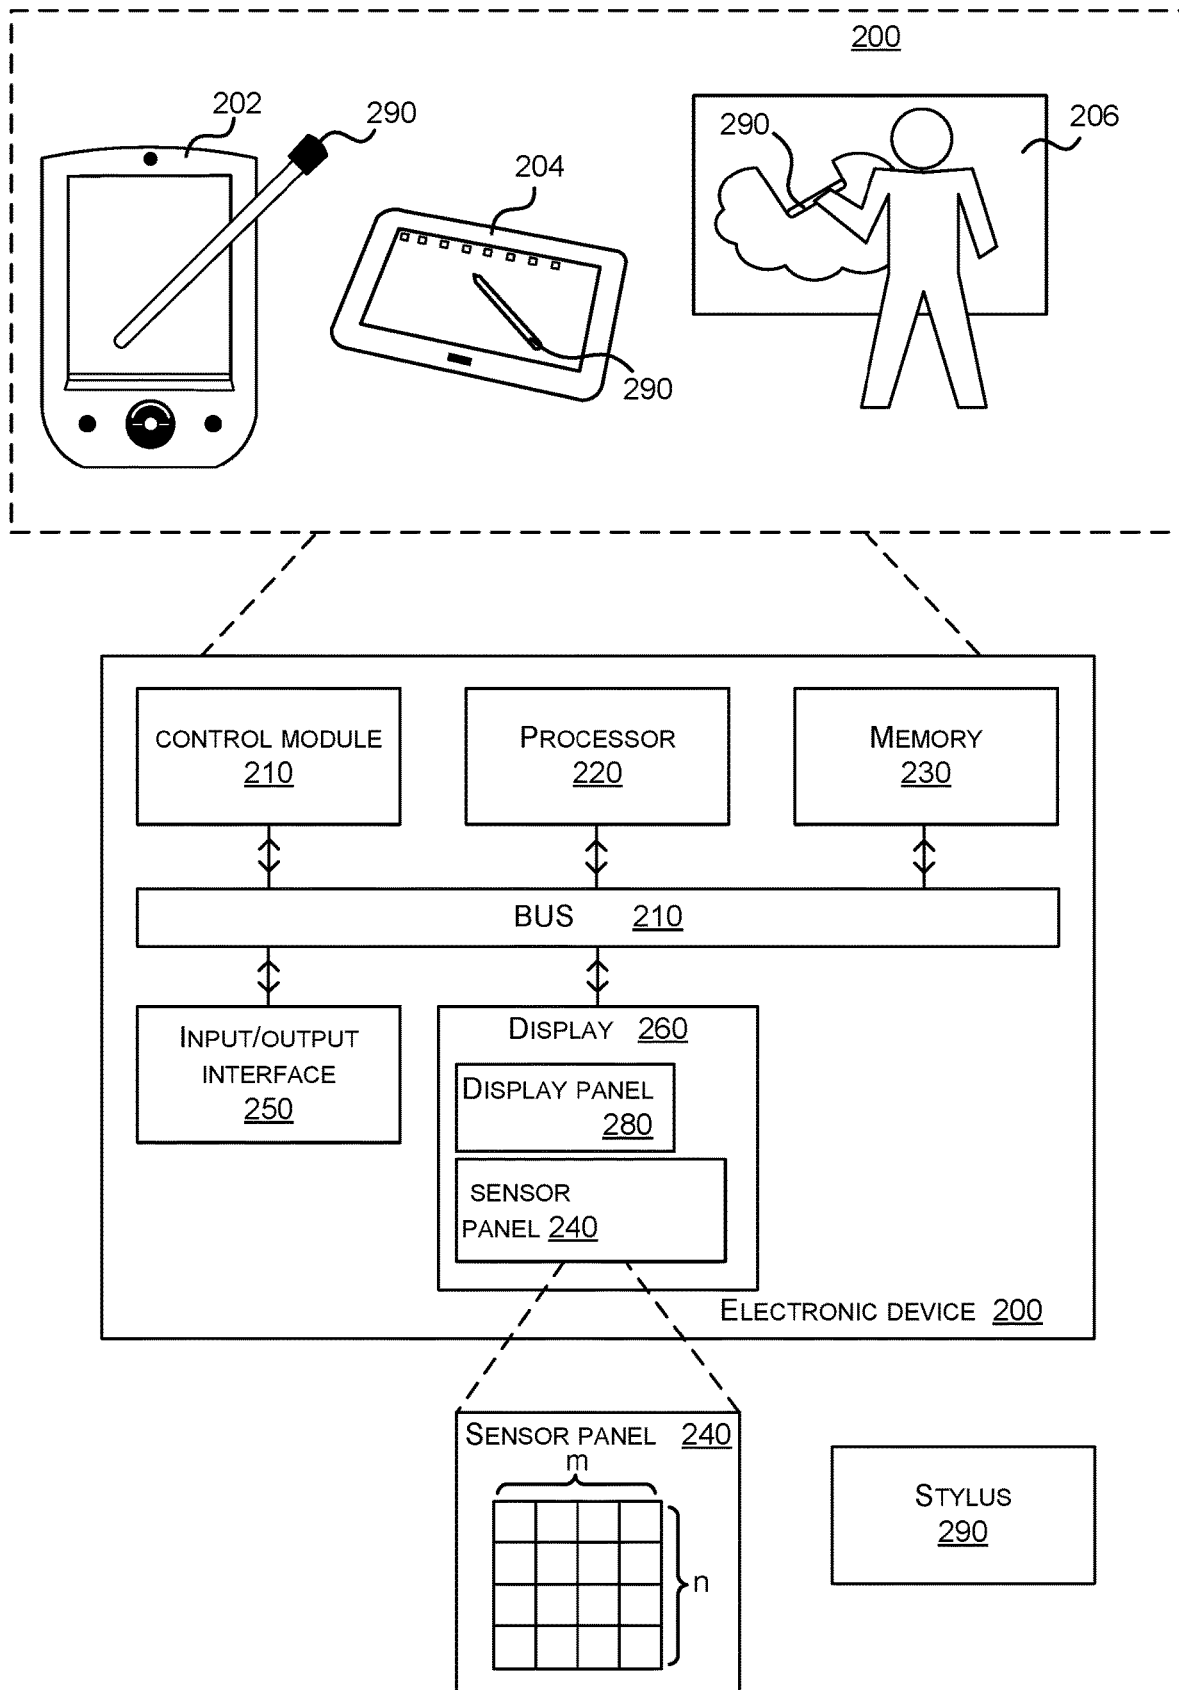 200
202
290
204
290
290
206
CONTROL MODULE
210
PROCESSOR
220
MEMORY
230
BUS 210
INPUT/OUTPUT
INTERFACE
250
DISPLAY 260
DISPLAY PANEL
280
SENSOR
PANEL 240
ELECTRONIC DEVICE 200
SENSOR PANEL 240
m
n
STYLUS
290